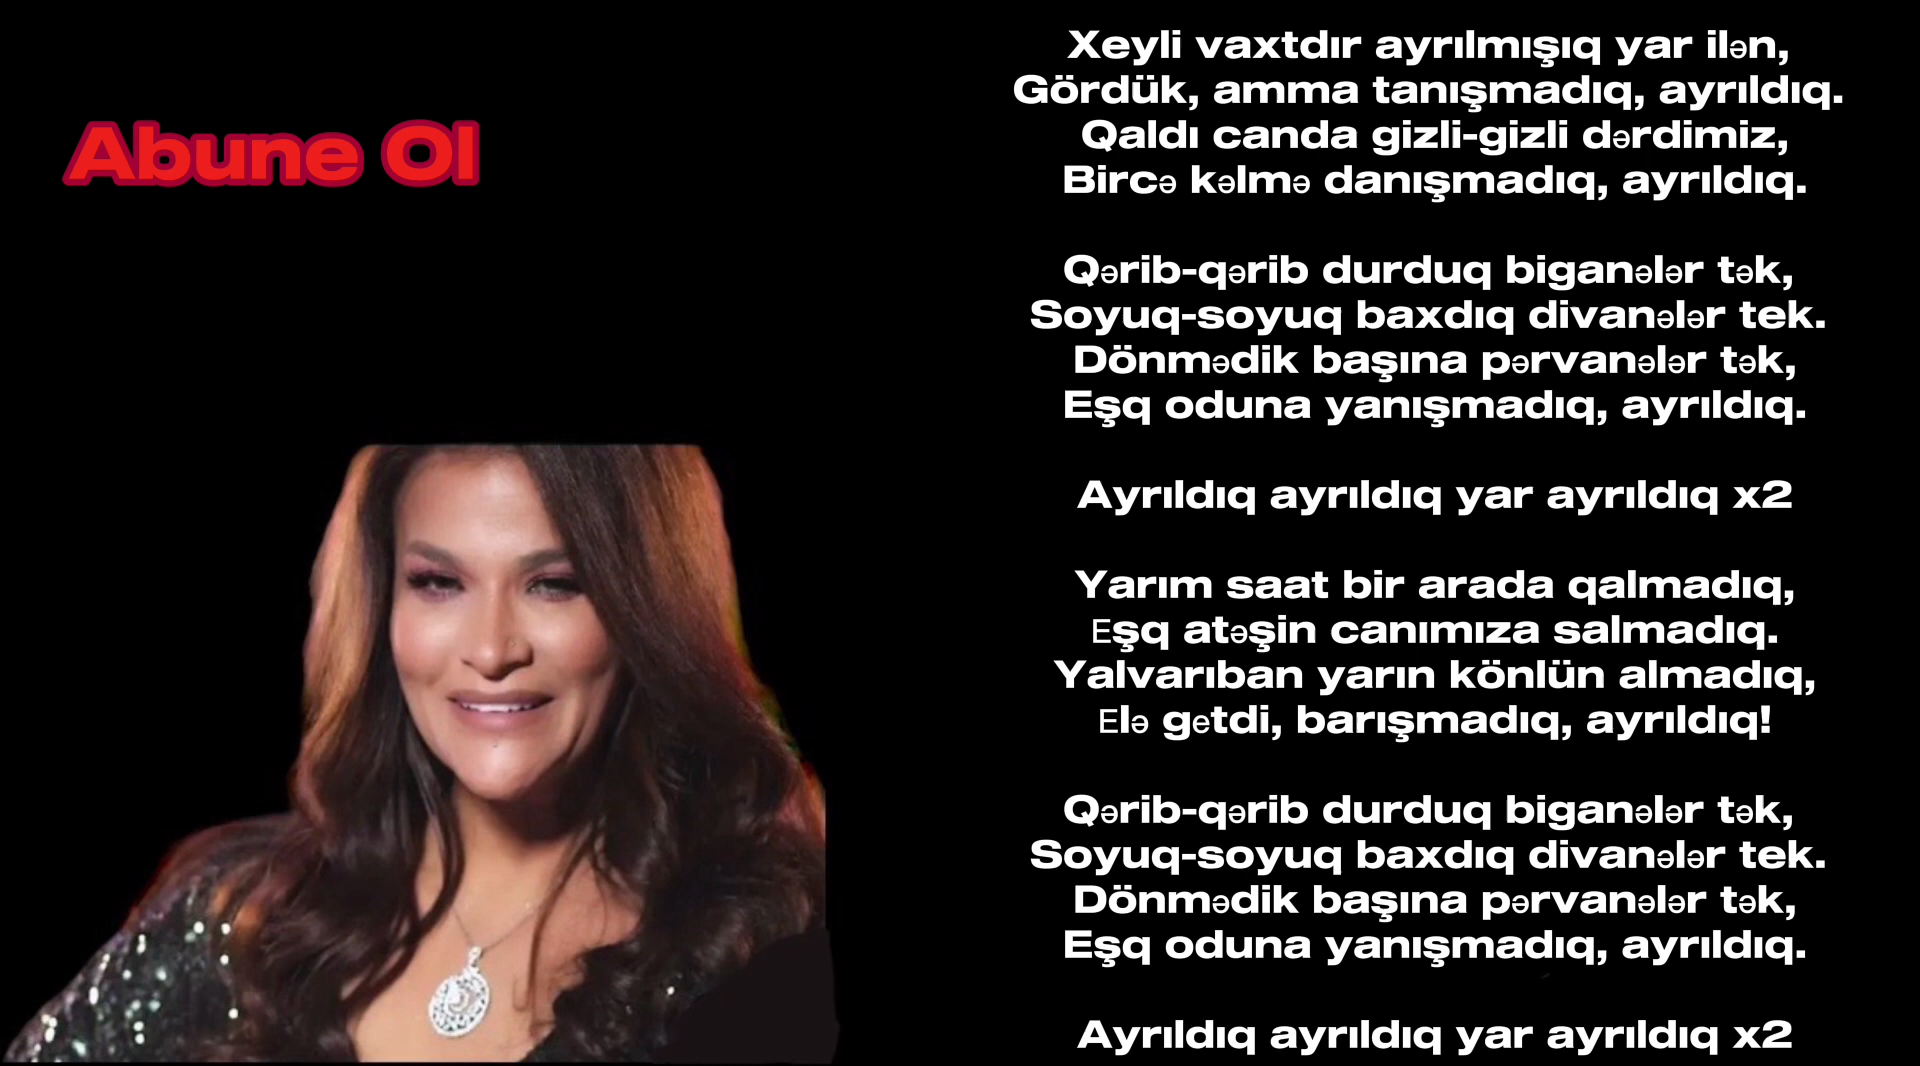 Abune Ol
Xeyli vaxtdır ayrılmışıq yar ilən,
Gördük, amma tanışmadıq, ayrıldıq.
Qaldı canda gizli-gizli dərdimiz,
Bircə kəlmə danışmadıq, ayrıldıq.
Qərib-qərib durduq biganələr tək,
Soyuq-soyuq baxdıq divanələr tek.
Dönmədik başına pərvanələr tək,
Eşq oduna yanışmadıq, ayrıldıq.
Ayrıldıq ayrıldıq yar ayrıldıq x2
Yarım saat bir arada qalmadıq,
Eşq atəşin canımıza salmadıq.
Yalvarıban yarın könlün almadıq,
Elə getdi, barışmadıq, ayrıldıq!
Qərib-qərib durduq biganələr tək,
Soyuq-soyuq baxdıq divanələr tek.
Dönmədik başına pərvanələr tək,
Eşq oduna yanışmadıq, ayrıldıq.
Ayrıldıq ayrıldıq yar ayrıldıq x2